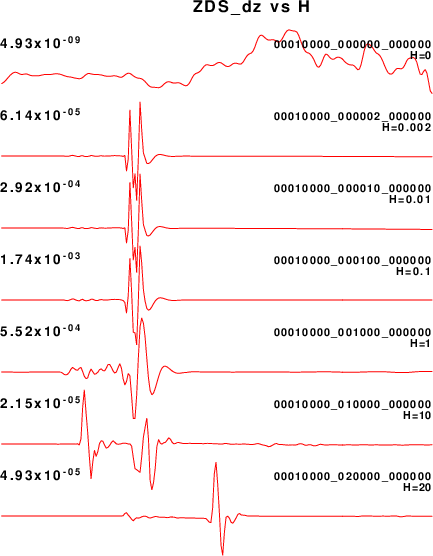 ZDS_dz vs H
4.93x10-09 00010000_000000_000000
H=0
6.14x10-05 00010000_000002_000000
H=0.002
2.92x10-04 00010000_000010_000000
H=0.01
1.74x10-03 00010000_000100_000000
H=0.1
5.52x10-04 00010000_001000_000000
H=1
2.15x10-05 00010000_010000_000000
H=10
4.93x10-05 00010000_020000_000000
H=20